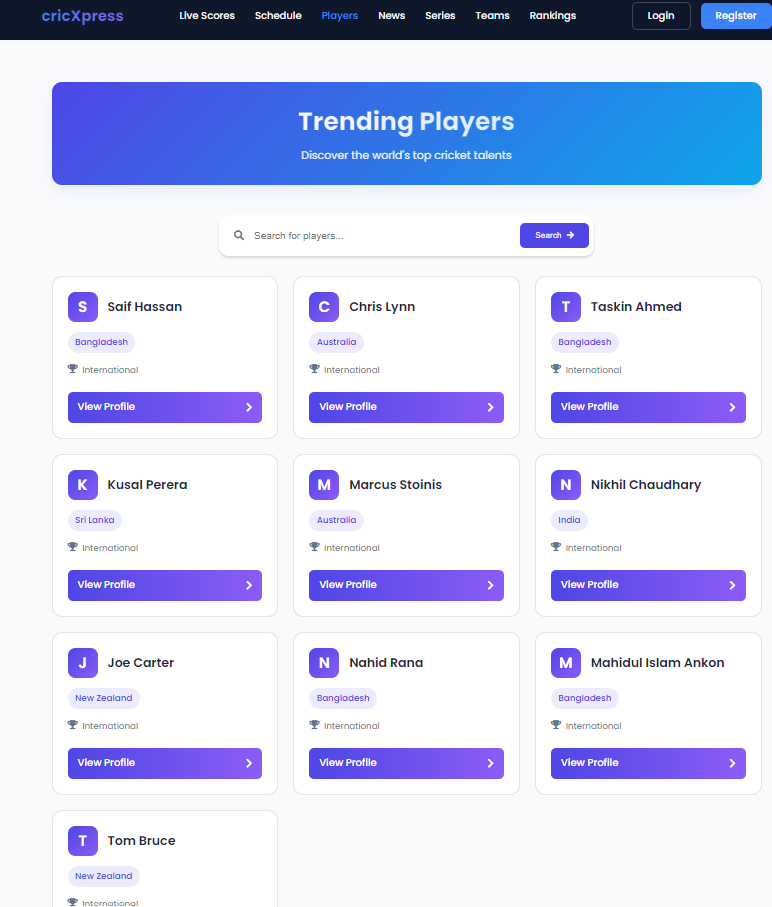 cricXpress Live Scores Schedule Players News Series Teams Rankings Login Register
Trending Players
Discover the world's top cricket talents
Search for players... Search
S Saif Hassan
Bangladesh
International
View Profile
C Chris Lynn
Australia
International
View Profile
T Taskin Ahmed
Bangladesh
International
View Profile
K Kusal Perera
Sri Lanka
International
View Profile
M Marcus Stoinis
Australia
International
View Profile
N Nikhil Chaudhary
India
International
View Profile
J Joe Carter
New Zealand
International
View Profile
N Nahid Rana
Bangladesh
International
View Profile
M Mahidul Islam Ankon
Bangladesh
International
View Profile
T Tom Bruce
New Zealand
International